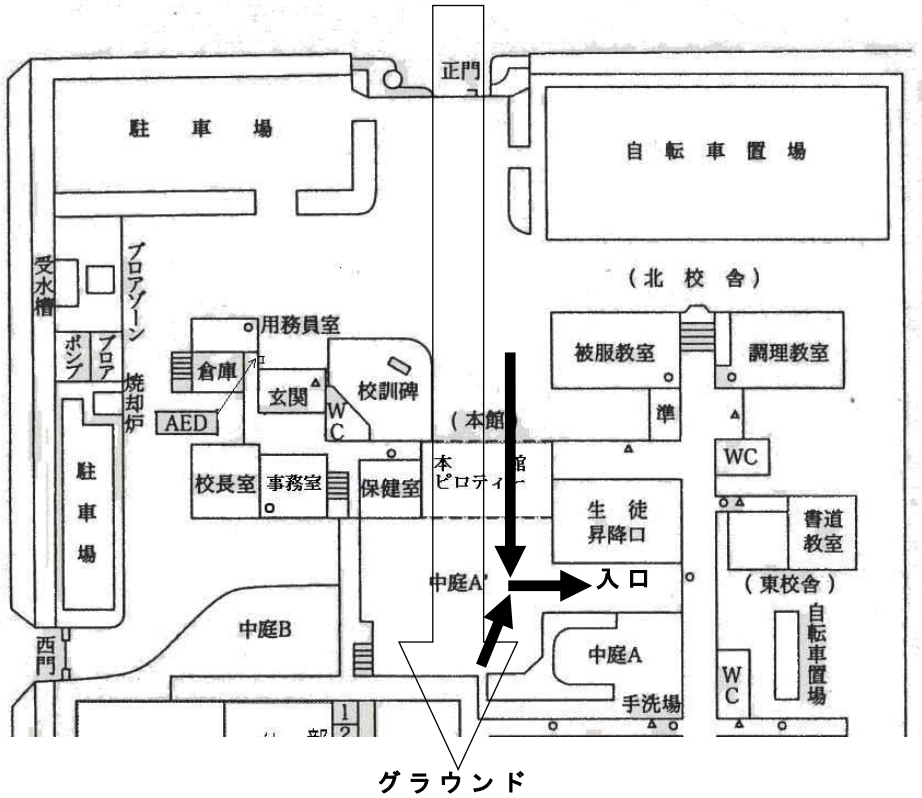 正門
駐車場
自転車置場
(北校舎)
受水槽
ブロアゾーン
ポンプ
ブロア
焼却炉
用務員室
倉庫
玄関
AED
校訓碑
WC
(本館)
被服教室
調理教室
準
WC
駐車場
校長室
事務室
保健室
本 館
ピロティー
生徒
昇降口
書道
教室
(東校舎)
中庭A'
入口
中庭B
中庭A
自転車置場
西門
WC
手洗場
1
2
部
グラウンド